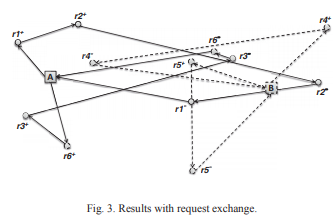 r2⁺
r4⁺
r1⁺
r6⁻
r4⁻
r5⁺
r3⁻
A
B
r2⁻
r1⁻
r3⁺
r6⁺
r5⁻
Fig. 3. Results with request exchange.